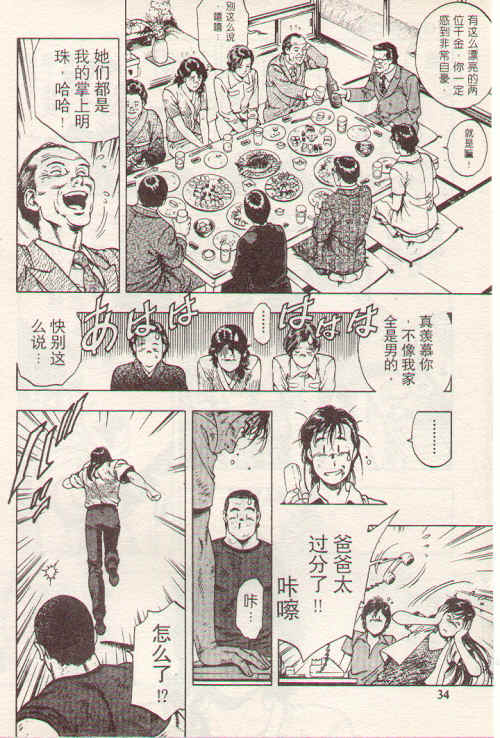 有这么漂亮的两
位千金，你一定
感到非常自豪。
就是嘛！
别这么说
，嘻嘻…
她们都是
我的掌上明
珠，哈哈！
真羡慕你
，不像我家
全是男的，
はははは
……
あははは
快别这
么说…
………
爸爸太
过分了!!
咔嚓
咔…
怎么了!?
34